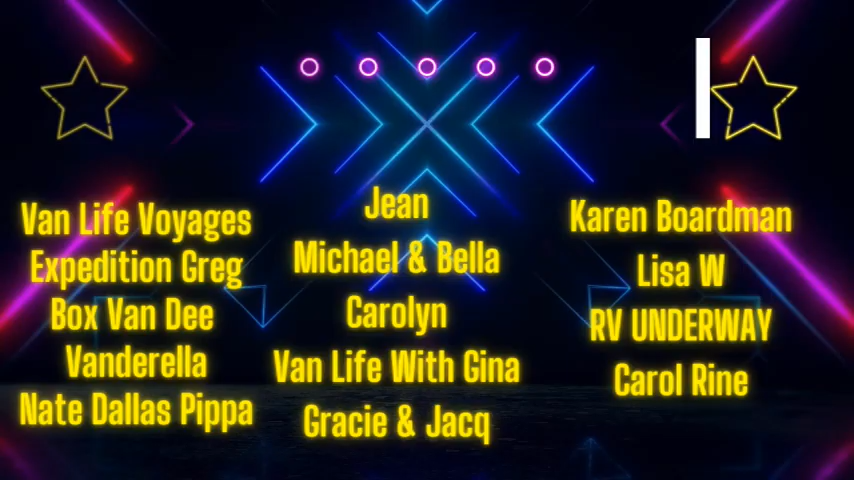 Van Life Voyages
Expedition Greg
Box Van Dee
Vanderella
Nate Dallas Pippa
Jean
Michael & Bella
Carolyn
Van Life With Gina
Gracie & Jacq
Karen Boardman
Lisa W
RV UNDERWAY
Carol Rine